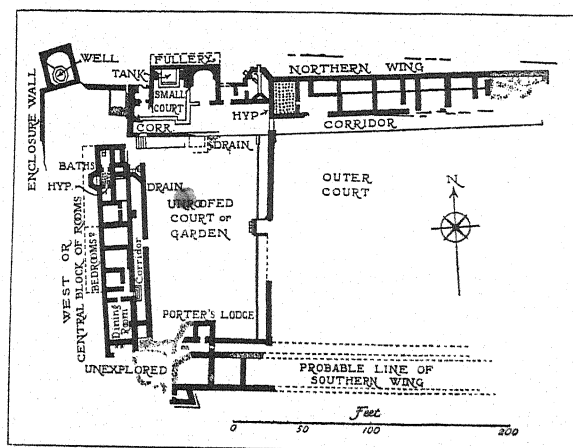 WELL
FULLERY
TANK
SMALL
COURT
NORTHERN WING
HYP
CORRIDOR
CORR.
DRAIN
ENCLOSURE WALL
BATHS
HYP.
DRAIN
UNROOFED
COURT OR
GARDEN
OUTER
COURT
N
WEST OR
CENTRAL BLOCK OF ROOMS
BEDROOMS?
Corridor
Dining
Room
PORTER'S LODGE
UNEXPLORED
PROBABLE LINE OF
SOUTHERN WING
Feet
0 50 100 200